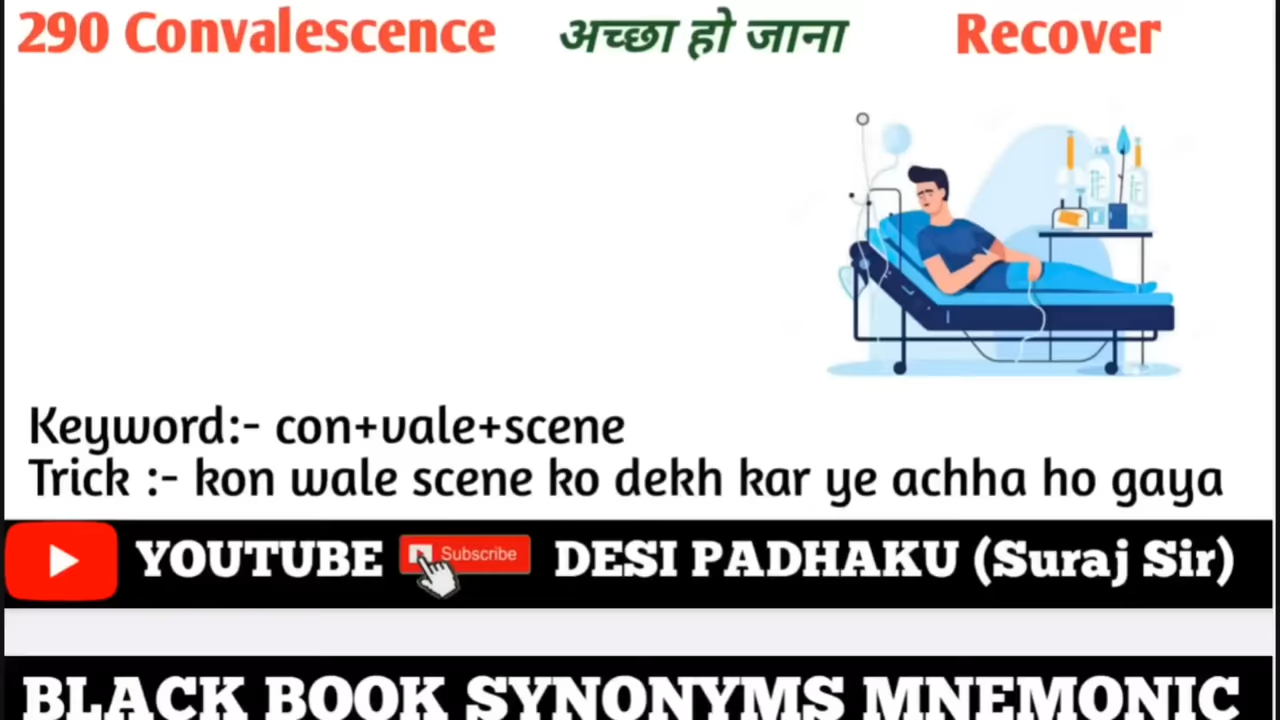 290 Convalescence अच्छा हो जाना Recover
Keyword:- con+vale+scene
Trick :- kon wale scene ko dekh kar ye achha ho gaya
YOUTUBE Subscribe DESI PADHAKU (Suraj Sir)
BLACK BOOK SYNONYMS MNEMONIC